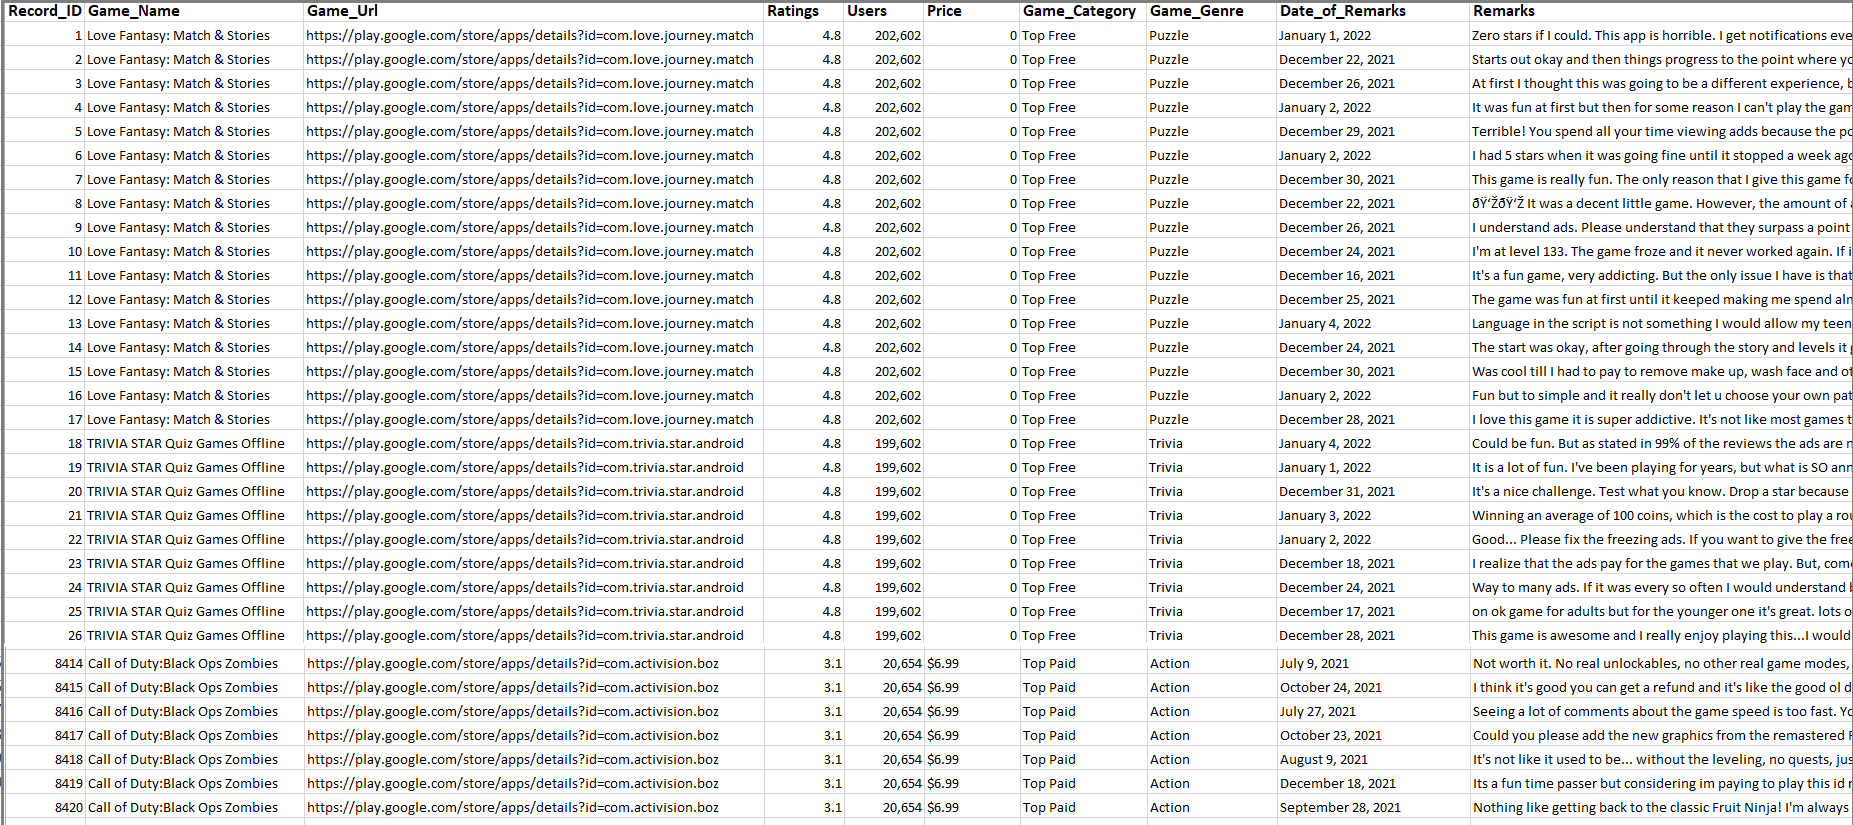 Record_ID Game_Name Game_Url Ratings Users Price Game_Category Game_Genre Date_of_Remarks Remarks
1 Love Fantasy: Match & Stories https://play.google.com/store/apps/details?id=com.love.journey.match 4.8 202,602 0 Top Free Puzzle January 1, 2022 Zero stars if I could. This app is horrible. I get notifications eve
2 Love Fantasy: Match & Stories https://play.google.com/store/apps/details?id=com.love.journey.match 4.8 202,602 0 Top Free Puzzle December 22, 2021 Starts out okay and then things progress to the point where yo
3 Love Fantasy: Match & Stories https://play.google.com/store/apps/details?id=com.love.journey.match 4.8 202,602 0 Top Free Puzzle December 26, 2021 At first I thought this was going to be a different experience, b
4 Love Fantasy: Match & Stories https://play.google.com/store/apps/details?id=com.love.journey.match 4.8 202,602 0 Top Free Puzzle January 2, 2022 It was fun at first but then for some reason I can't play the gam
5 Love Fantasy: Match & Stories https://play.google.com/store/apps/details?id=com.love.journey.match 4.8 202,602 0 Top Free Puzzle December 29, 2021 Terrible! You spend all your time viewing adds because the po
6 Love Fantasy: Match & Stories https://play.google.com/store/apps/details?id=com.love.journey.match 4.8 202,602 0 Top Free Puzzle January 2, 2022 I had 5 stars when it was going fine until it stopped a week ago
7 Love Fantasy: Match & Stories https://play.google.com/store/apps/details?id=com.love.journey.match 4.8 202,602 0 Top Free Puzzle December 30, 2021 This game is really fun. The only reason that I give this game fo
8 Love Fantasy: Match & Stories https://play.google.com/store/apps/details?id=com.love.journey.match 4.8 202,602 0 Top Free Puzzle December 22, 2021 ðŸ‘ŽðŸ‘Ž It was a decent little game. However, the amount of a
9 Love Fantasy: Match & Stories https://play.google.com/store/apps/details?id=com.love.journey.match 4.8 202,602 0 Top Free Puzzle December 26, 2021 I understand ads. Please understand that they surpass a point
10 Love Fantasy: Match & Stories https://play.google.com/store/apps/details?id=com.love.journey.match 4.8 202,602 0 Top Free Puzzle December 24, 2021 I'm at level 133. The game froze and it never worked again. If i
11 Love Fantasy: Match & Stories https://play.google.com/store/apps/details?id=com.love.journey.match 4.8 202,602 0 Top Free Puzzle December 16, 2021 It's a fun game, very addicting. But the only issue I have is that
12 Love Fantasy: Match & Stories https://play.google.com/store/apps/details?id=com.love.journey.match 4.8 202,602 0 Top Free Puzzle December 25, 2021 The game was fun at first until it keeped making me spend aln
13 Love Fantasy: Match & Stories https://play.google.com/store/apps/details?id=com.love.journey.match 4.8 202,602 0 Top Free Puzzle January 4, 2022 Language in the script is not something I would allow my teen
14 Love Fantasy: Match & Stories https://play.google.com/store/apps/details?id=com.love.journey.match 4.8 202,602 0 Top Free Puzzle December 24, 2021 The start was okay, after going through the story and levels it g
15 Love Fantasy: Match & Stories https://play.google.com/store/apps/details?id=com.love.journey.match 4.8 202,602 0 Top Free Puzzle December 30, 2021 Was cool till I had to pay to remove make up, wash face and ot
16 Love Fantasy: Match & Stories https://play.google.com/store/apps/details?id=com.love.journey.match 4.8 202,602 0 Top Free Puzzle January 2, 2022 Fun but to simple and it really don't let u choose your own pat
17 Love Fantasy: Match & Stories https://play.google.com/store/apps/details?id=com.love.journey.match 4.8 202,602 0 Top Free Puzzle December 28, 2021 I love this game it is super addictive. It's not like most games t
18 TRIVIA STAR Quiz Games Offline https://play.google.com/store/apps/details?id=com.trivia.star.android 4.8 199,602 0 Top Free Trivia January 4, 2022 Could be fun. But as stated in 99% of the reviews the ads are n
19 TRIVIA STAR Quiz Games Offline https://play.google.com/store/apps/details?id=com.trivia.star.android 4.8 199,602 0 Top Free Trivia January 1, 2022 It is a lot of fun. I've been playing for years, but what is SO ann
20 TRIVIA STAR Quiz Games Offline https://play.google.com/store/apps/details?id=com.trivia.star.android 4.8 199,602 0 Top Free Trivia December 31, 2021 It's a nice challenge. Test what you know. Drop a star because
21 TRIVIA STAR Quiz Games Offline https://play.google.com/store/apps/details?id=com.trivia.star.android 4.8 199,602 0 Top Free Trivia January 3, 2022 Winning an average of 100 coins, which is the cost to play a rou
22 TRIVIA STAR Quiz Games Offline https://play.google.com/store/apps/details?id=com.trivia.star.android 4.8 199,602 0 Top Free Trivia January 2, 2022 Good... Please fix the freezing ads. If you want to give the free
23 TRIVIA STAR Quiz Games Offline https://play.google.com/store/apps/details?id=com.trivia.star.android 4.8 199,602 0 Top Free Trivia December 18, 2021 I realize that the ads pay for the games that we play. But, com
24 TRIVIA STAR Quiz Games Offline https://play.google.com/store/apps/details?id=com.trivia.star.android 4.8 199,602 0 Top Free Trivia December 24, 2021 Way to many ads. If it was every so often I would understand b
25 TRIVIA STAR Quiz Games Offline https://play.google.com/store/apps/details?id=com.trivia.star.android 4.8 199,602 0 Top Free Trivia December 17, 2021 on ok game for adults but for the younger one it's great. lots o
26 TRIVIA STAR Quiz Games Offline https://play.google.com/store/apps/details?id=com.trivia.star.android 4.8 199,602 0 Top Free Trivia December 28, 2021 This game is awesome and I really enjoy playing this...I would
8414 Call of Duty:Black Ops Zombies https://play.google.com/store/apps/details?id=com.activision.boz 3.1 20,654 $6.99 Top Paid Action July 9, 2021 Not worth it. No real unlockables, no other real game modes,
8415 Call of Duty:Black Ops Zombies https://play.google.com/store/apps/details?id=com.activision.boz 3.1 20,654 $6.99 Top Paid Action October 24, 2021 I think it's good you can get a refund and it's like the good ol d
8416 Call of Duty:Black Ops Zombies https://play.google.com/store/apps/details?id=com.activision.boz 3.1 20,654 $6.99 Top Paid Action July 27, 2021 Seeing a lot of comments about the game speed is too fast. Yo
8417 Call of Duty:Black Ops Zombies https://play.google.com/store/apps/details?id=com.activision.boz 3.1 20,654 $6.99 Top Paid Action October 23, 2021 Could you please add the new graphics from the remastered
8418 Call of Duty:Black Ops Zombies https://play.google.com/store/apps/details?id=com.activision.boz 3.1 20,654 $6.99 Top Paid Action August 9, 2021 It's not like it used to be... without the leveling, no quests, jus
8419 Call of Duty:Black Ops Zombies https://play.google.com/store/apps/details?id=com.activision.boz 3.1 20,654 $6.99 Top Paid Action December 18, 2021 Its a fun time passer but considering im paying to play this id
8420 Call of Duty:Black Ops Zombies https://play.google.com/store/apps/details?id=com.activision.boz 3.1 20,654 $6.99 Top Paid Action September 28, 2021 Nothing like getting back to the classic Fruit Ninja! I'm always